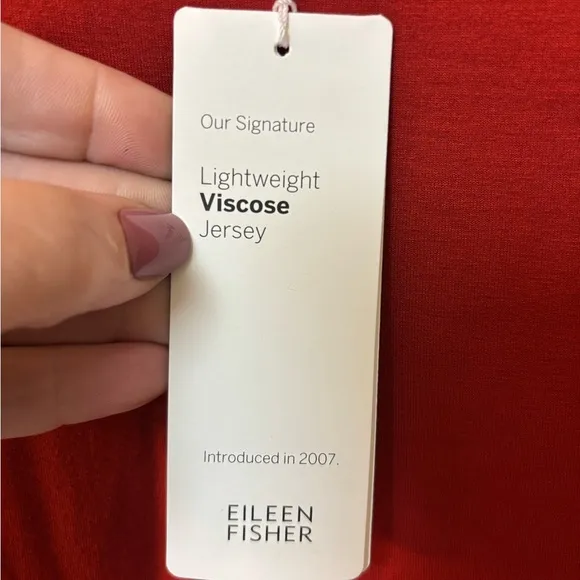 Our Signature
Lightweight
Viscose
Jersey
Introduced in 2007.
EILEEN
FISHER